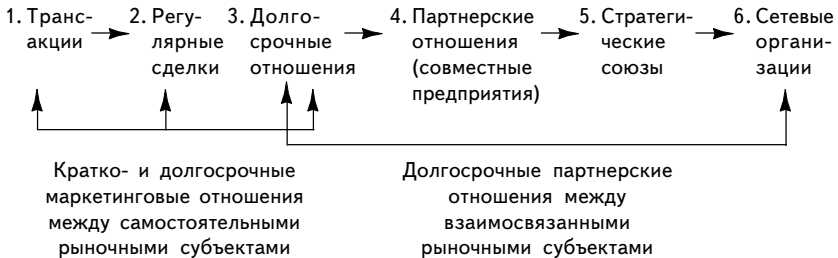 1. Транс-
акции
2. Регу-
лярные
сделки
3. Долго-
срочные
отношения
4. Партнерские
отношения
(совместные
предприятия)
5. Стратеги-
ческие
союзы
6. Сетевые
органи-
зации
Кратко- и долгосрочные
маркетинговые отношения
между самостоятельными
рыночными субъектами
Долгосрочные партнерские
отношения между
взаимосвязанными
рыночными субъектами